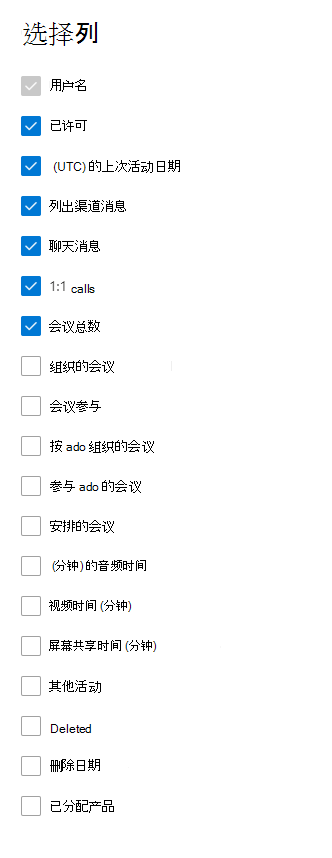 选择列
用户名
已许可
(UTC) 的上次活动日期
列出渠道消息
聊天消息
1:1 calls
会议总数
组织的会议
会议参与
按 ado 组织的会议
参与 ado 的会议
安排的会议
(分钟) 的音频时间
视频时间 (分钟)
屏幕共享时间 (分钟)
其他活动
Deleted
删除日期
已分配产品